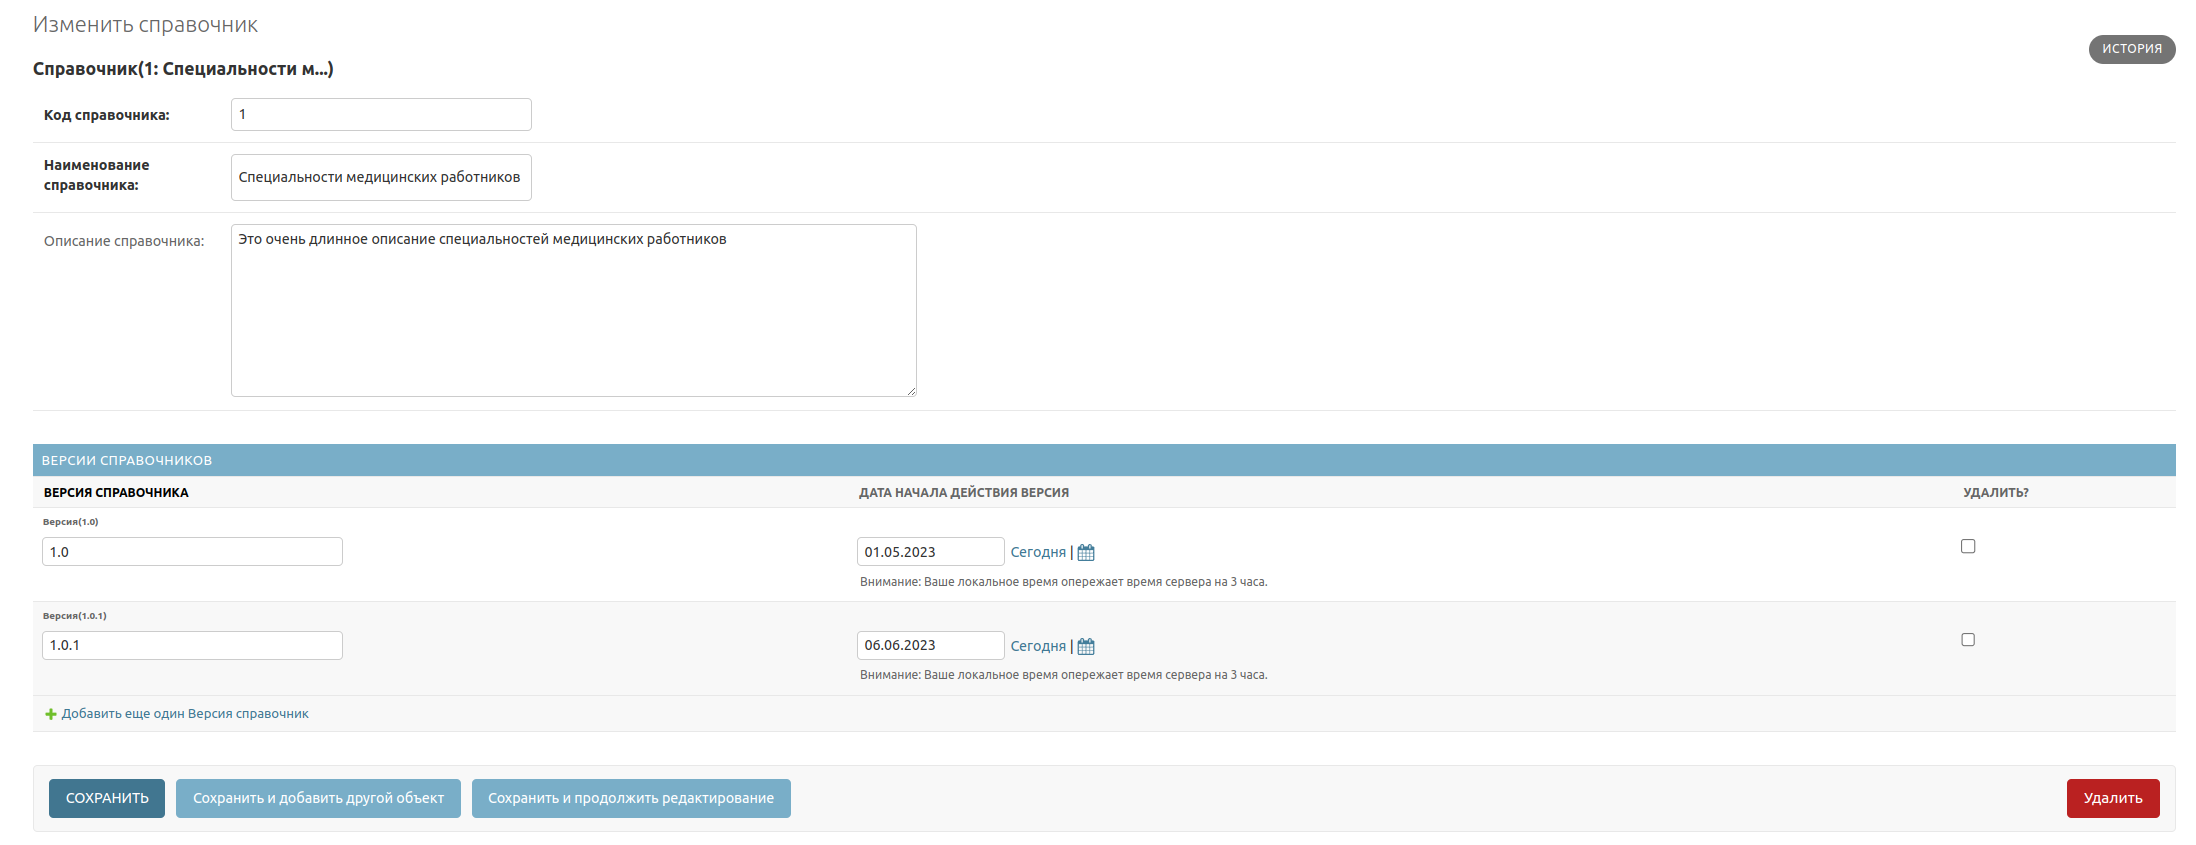 Изменить справочник
ИСТОРИЯ
Справочник(1: Специальности м...)
Код справочника:
1
Наименование
справочника:
Специальности медицинских работников
Описание справочника:
Это очень длинное описание специальностей медицинских работников
ВЕРСИИ СПРАВОЧНИКОВ
ВЕРСИЯ СПРАВОЧНИКА ДАТА НАЧАЛА ДЕЙСТВИЯ ВЕРСИЯ УДАЛИТЬ?
Версия(1.0)
1.0 01.05.2023 Сегодня |
Внимание: Ваше локальное время опережает время сервера на 3 часа.
Версия(1.0.1)
1.0.1 06.06.2023 Сегодня |
Внимание: Ваше локальное время опережает время сервера на 3 часа.
Добавить еще один Версия справочник
СОХРАНИТЬ Сохранить и добавить другой объект Сохранить и продолжить редактирование Удалить